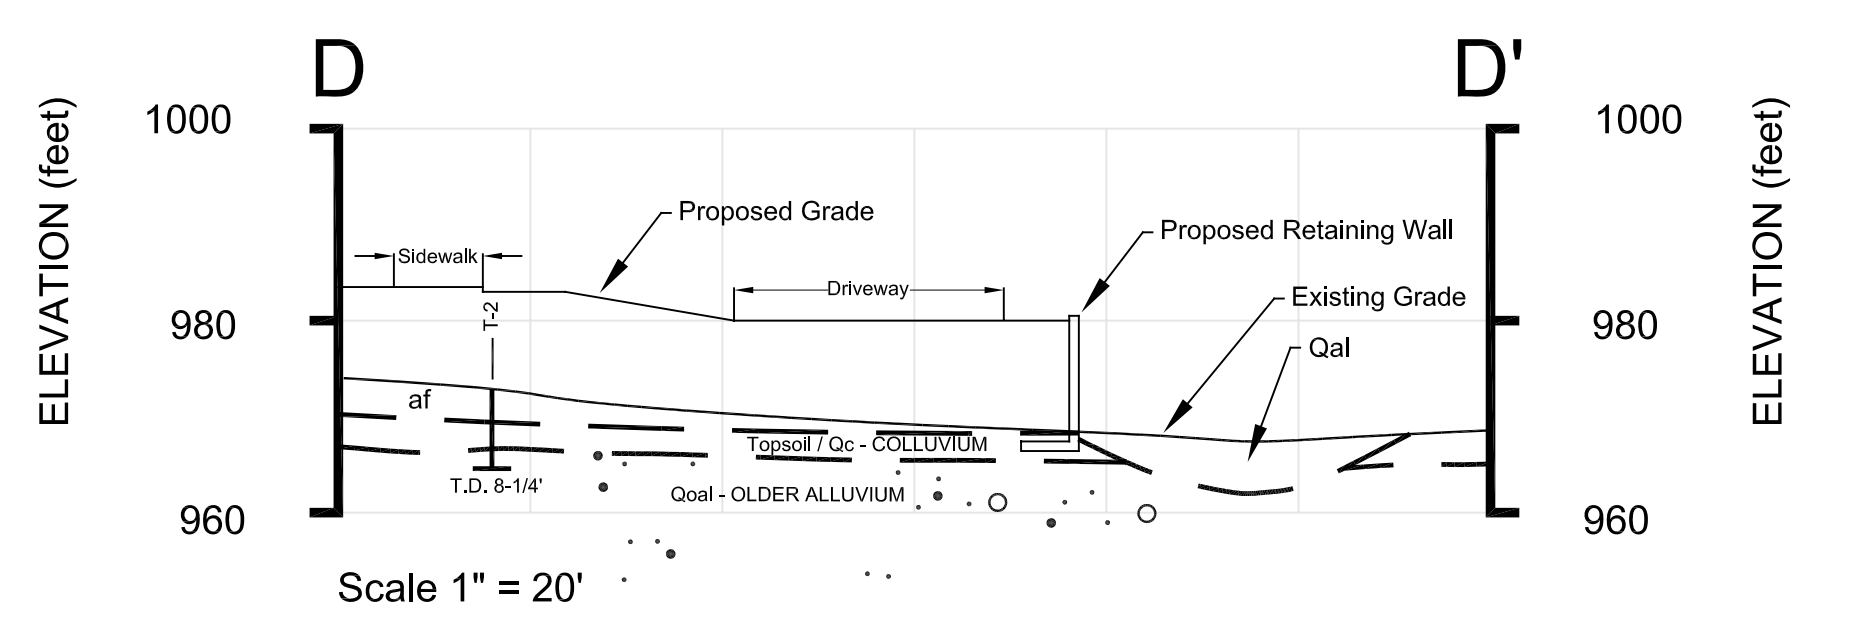 D D'
ELEVATION (feet)
1000 1000
ELEVATION (feet)
Proposed Grade
Proposed Retaining Wall
Sidewalk
Driveway
Existing Grade
T-2
980 980
Qal
af
Topsoil / Qc - COLLUVIUM
T.D. 8-1/4'
Qoal - OLDER ALLUVIUM
960 960
Scale 1" = 20'